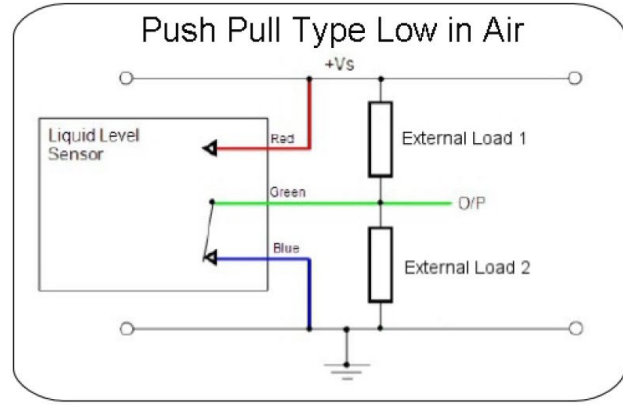 Push Pull Type Low in Air
+Vs
Liquid Level
Sensor
Red
External Load 1
Green
O/P
Blue
External Load 2